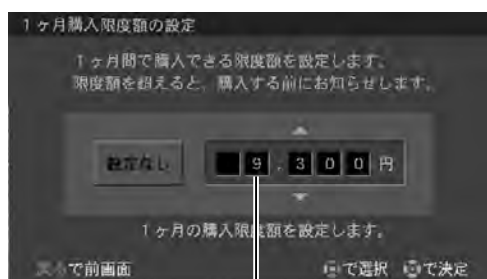 1ヶ月購入限度額の設定
1ヶ月間で購入できる限度額を設定します。
限度額を超えると、購入する前にお知らせします。
設定なし 9,300円
1ヶ月の購入限度額を設定します。
戻るで前画面 で選択 で決定